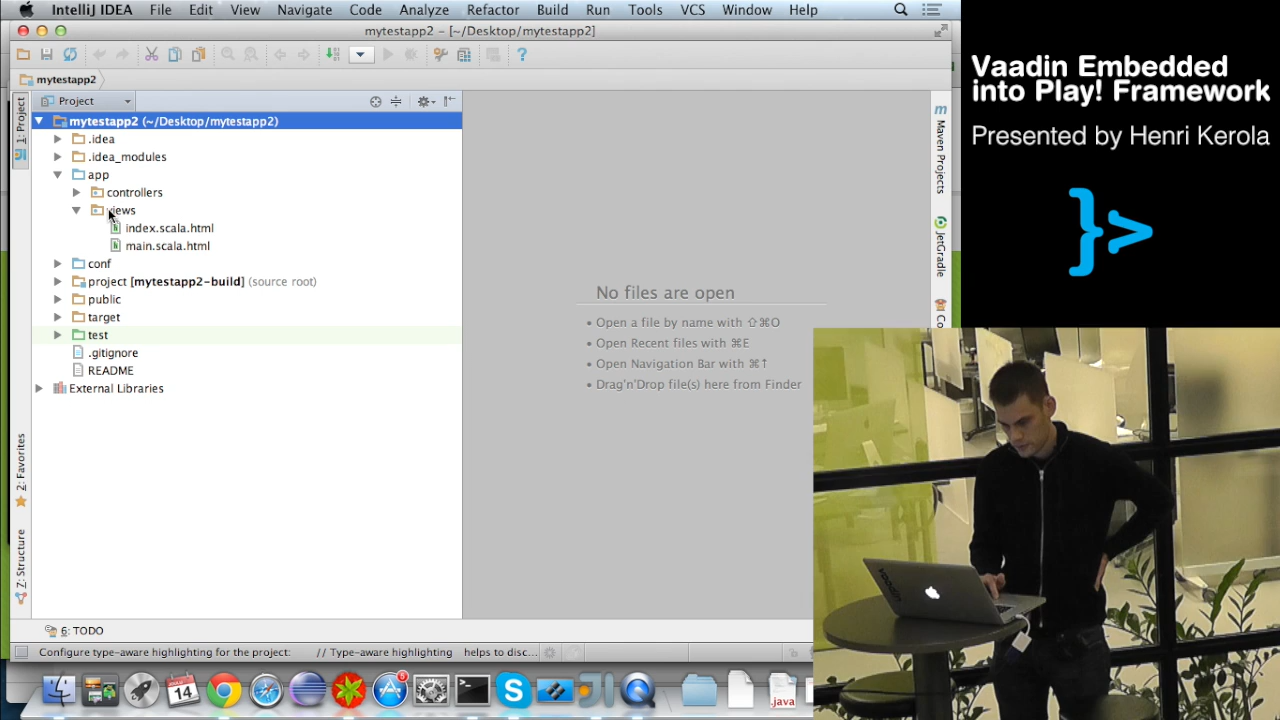 IntelliJ IDEA File Edit View Navigate Code Analyze Refactor Build Run Tools VCS Window Help
mytestapp2 – [~/Desktop/mytestapp2]
mytestapp2
Project
mytestapp2 (~/Desktop/mytestapp2)
.idea
.idea_modules
app
controllers
views
index.scala.html
main.scala.html
conf
project [mytestapp2-build] (source root)
public
target
test
.gitignore
README
External Libraries
1: Project
2: Favorites
Z: Structure
No files are open
• Open a file by name with ⇧⌘O
• Open Recent files with ⌘E
• Open Navigation Bar with ⌘↑
• Drag'n'Drop file(s) here from Finder
m
Maven Projects
JetGradle
Co
6: TODO
Configure type-aware highlighting for the project: // Type-aware highlighting helps to disc...
14
.java
Vaadin Embedded
into Play! Framework
Presented by Henri Kerola
}>
vaadin